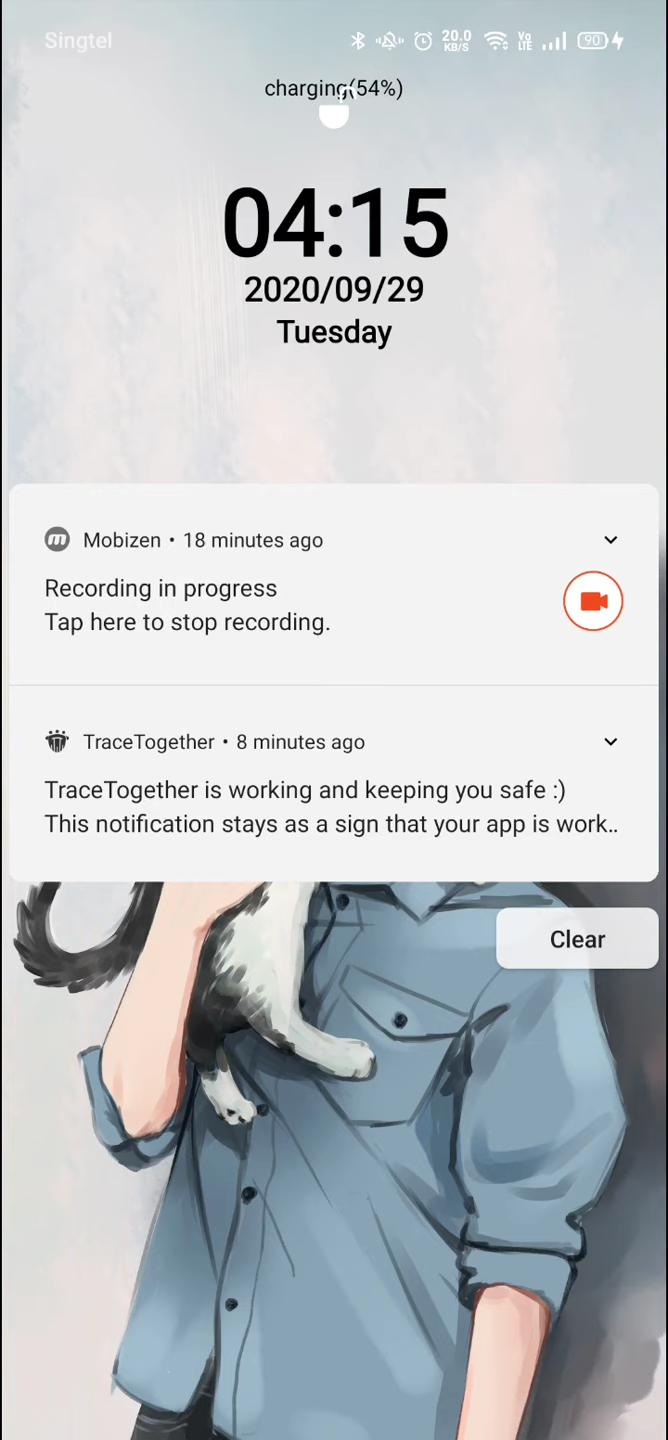 Singtel
20.0
KB/S
Vo
LTE
90
charging(54%)
04:15
2020/09/29
Tuesday
Mobizen • 18 minutes ago
Recording in progress
Tap here to stop recording.
TraceTogether • 8 minutes ago
TraceTogether is working and keeping you safe :)
This notification stays as a sign that your app is work..
Clear